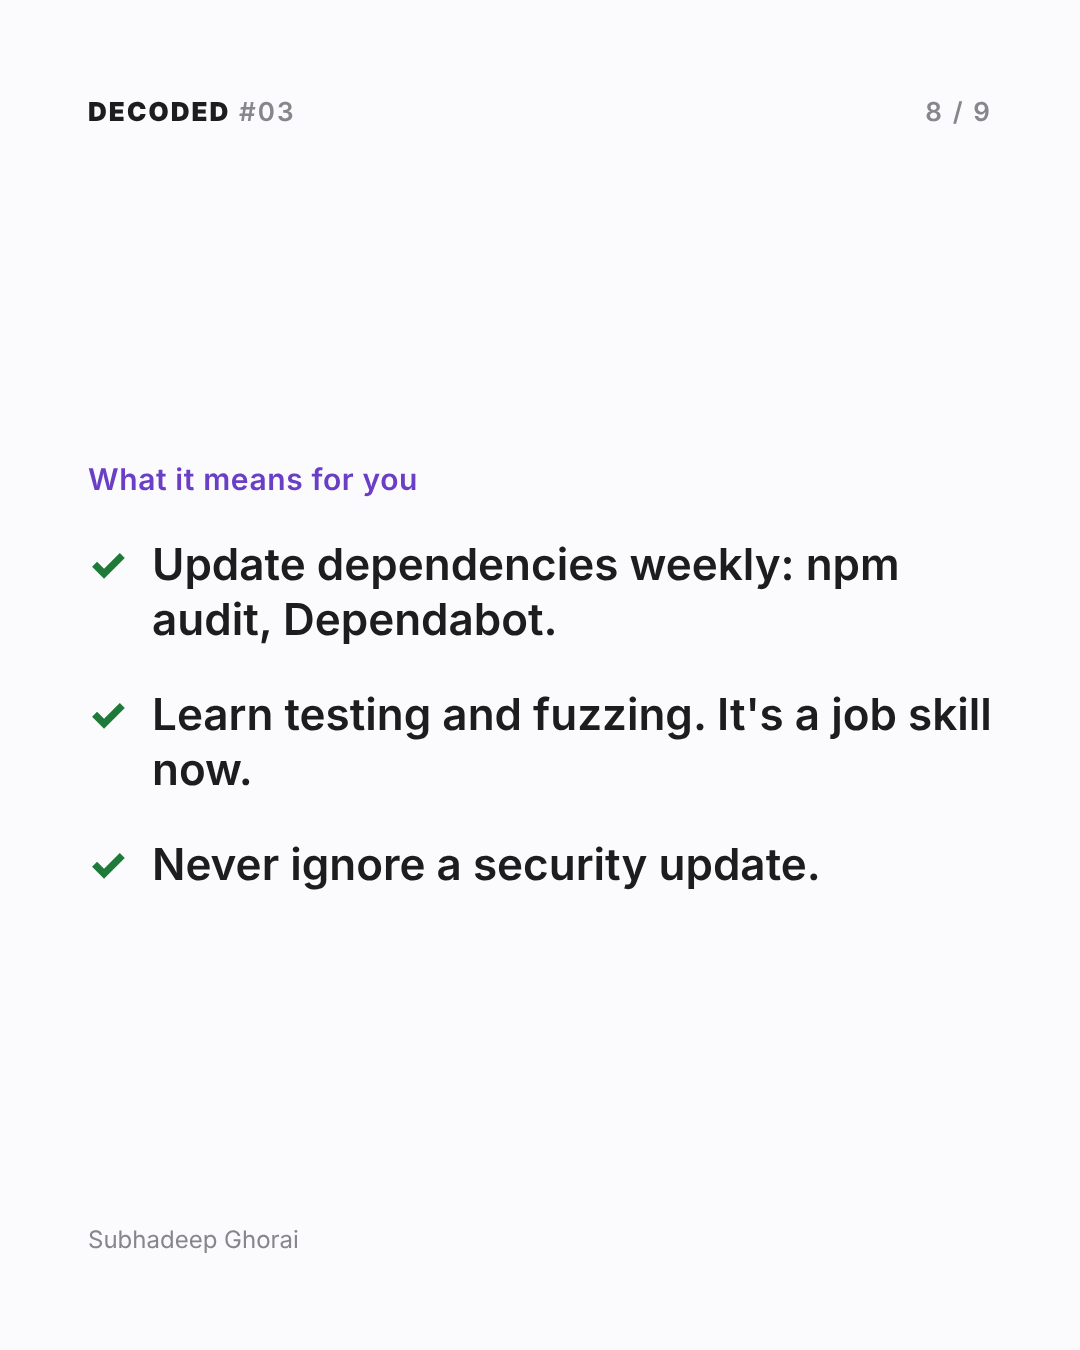 DECODED #03
8 / 9
What it means for you
Update dependencies weekly: npm
audit, Dependabot.
Learn testing and fuzzing. It's a job skill
now.
Never ignore a security update.
Subhadeep Ghorai